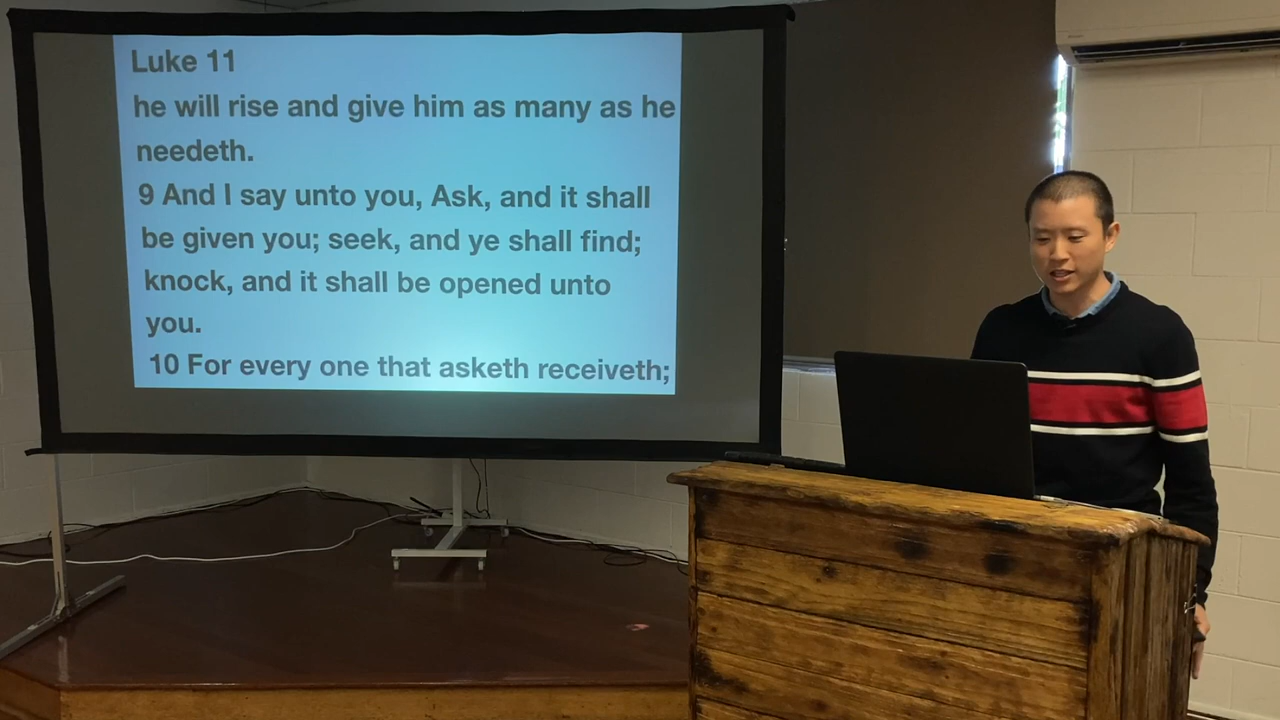 Luke 11
he will rise and give him as many as he
needeth.
9 And I say unto you, Ask, and it shall
be given you; seek, and ye shall find;
knock, and it shall be opened unto
you.
10 For every one that asketh receiveth;